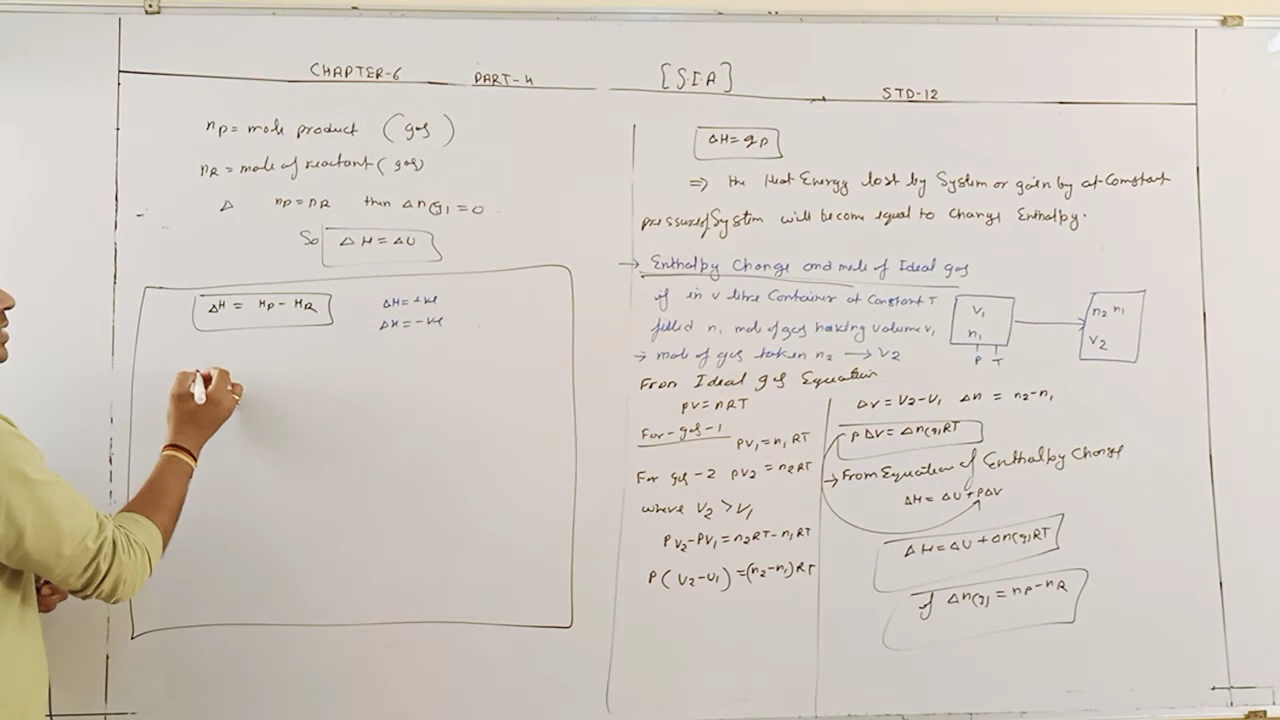 CHAPTER-6 PART-4 [S.I.A] STD-12
nP = mole product (gas)
nR = mole of reactant (gas)
Δ nP = nR then Δn(g) = 0
So ΔH = ΔU
ΔH = HP - HR
ΔH = +ve
ΔH = -ve
ΔH = qP
⇒ the Heat Energy lost by System or gain by at Constant
pressure of System will become equal to Change Enthalpy.
→ Enthalpy Change and mole of Ideal gas
if in V litre Container at Constant T
filled n1 mol of gas having volume V1
→ mole of gas taken n2 → V2
V1
n1
P T
n2 n1
V2
From Ideal gas Equation
PV = nRT
For-gas-1
PV1 = n1RT
For gas-2 PV2 = n2RT
where V2 > V1
PV2-PV1 = n2RT-n1RT
P(V2-V1) = (n2-n1)RT
ΔV = V2-V1 Δn = n2-n1
PΔV = Δn(g)RT
→ From Equation of Enthalpy Change
ΔH = ΔU + PΔV
ΔH = ΔU + Δn(g)RT
if Δn(g) = nP-nR